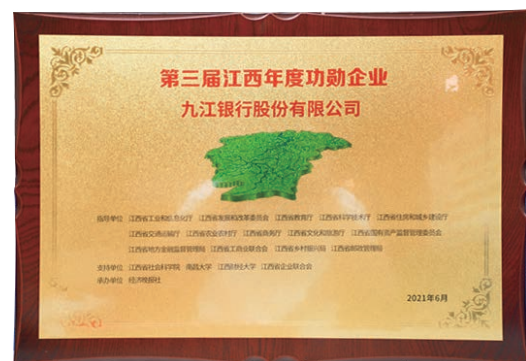 第三届江西年度功勋企业
九江银行股份有限公司
指导单位 江西省工业和信息化厅 江西省发展和改革委员会 江西省教育厅 江西省科学技术厅 江西省住房和城乡建设厅
江西省交通运输厅 江西省农业农村厅 江西省商务厅 江西省文化和旅游厅 江西省国有资产监督管理委员会
江西省地方金融监督管理局 江西省工商业联合会 江西省乡村振兴局 江西省邮政管理局
支持单位 江西省社会科学院 南昌大学 江西财经大学 江西省企业联合会
承办单位 经济晚报社
2021年6月